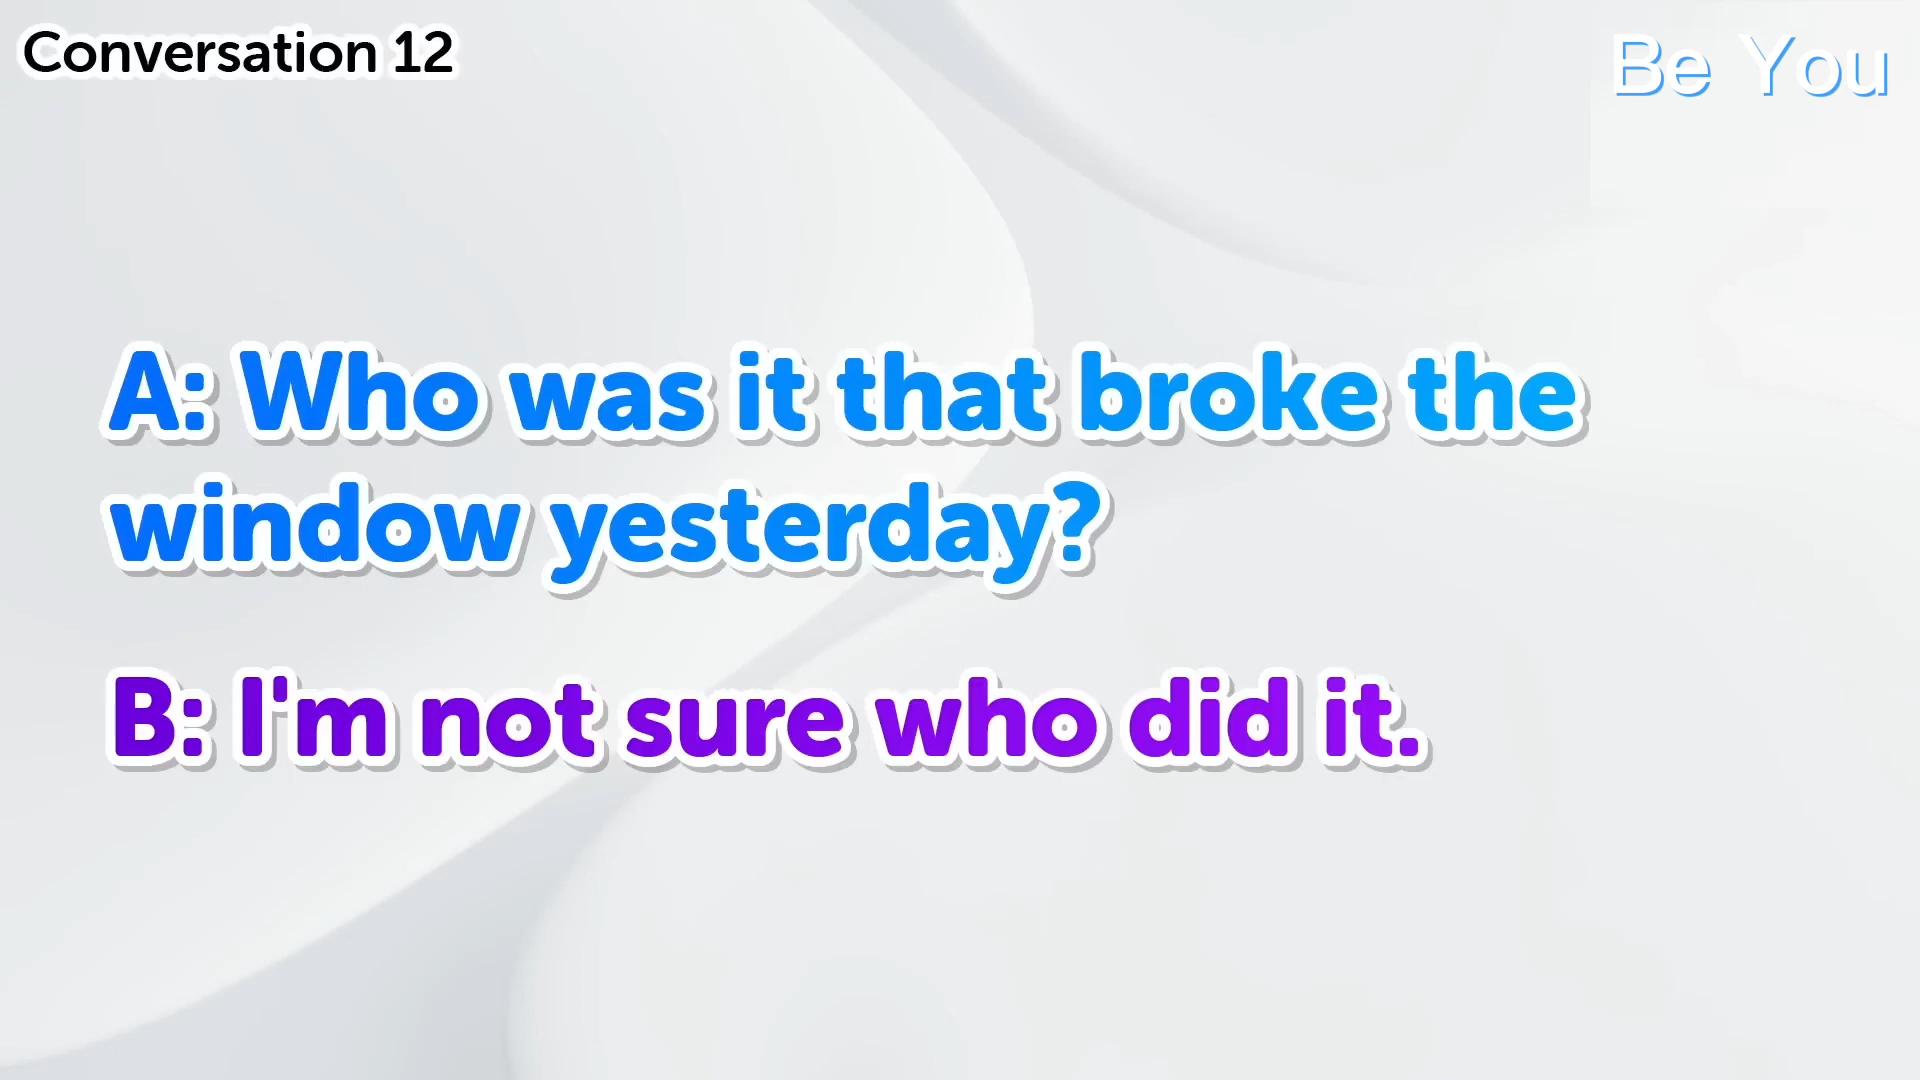 Conversation 12
Be You
A: Who was it that broke the
window yesterday?
B: I'm not sure who did it.